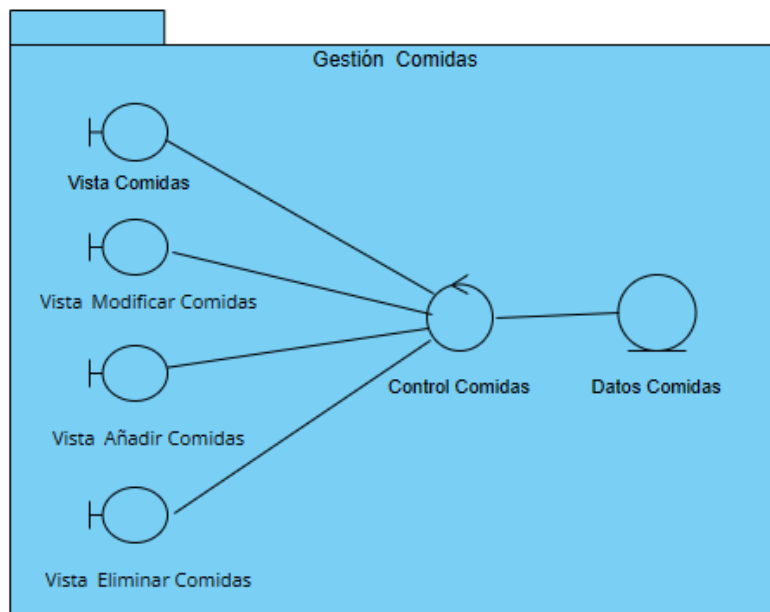 Gestión Comidas
Vista Comidas
Vista Modificar Comidas
Control Comidas
Datos Comidas
Vista Añadir Comidas
Vista Eliminar Comidas